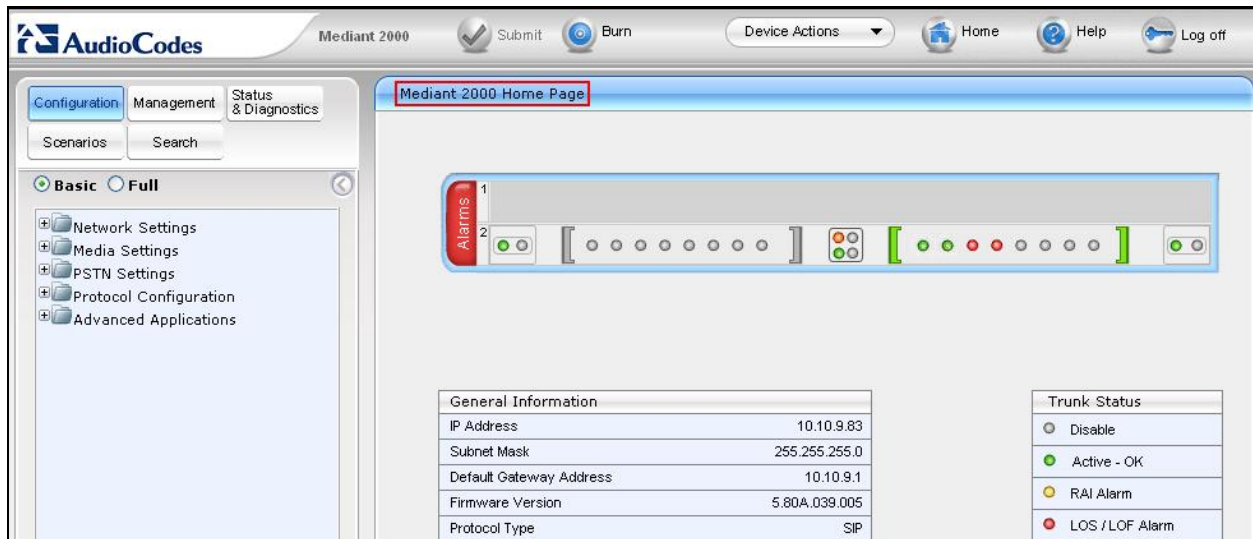 AudioCodes
Mediant 2000
Submit
Burn
Device Actions
Home
Help
Log off
Configuration
Management
Status
& Diagnostics
Scenarios
Search
Basic
Full
Network Settings
Media Settings
PSTN Settings
Protocol Configuration
Advanced Applications
Mediant 2000 Home Page
Alarms
1
2
General Information
IP Address 10.10.9.83
Subnet Mask 255.255.255.0
Default Gateway Address 10.10.9.1
Firmware Version 5.80A.039.005
Protocol Type SIP
Trunk Status
Disable
Active - OK
RAI Alarm
LOS / LOF Alarm